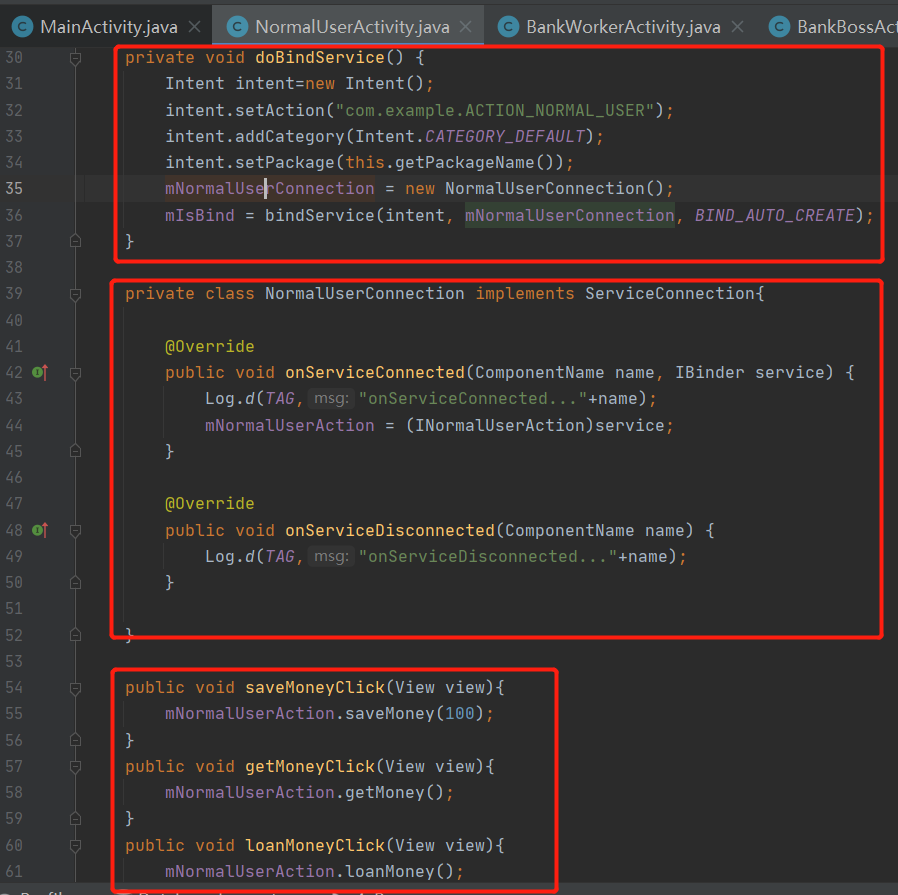 MainActivity.java NormalUserActivity.java BankWorkerActivity.java BankBossAct
30 private void doBindService() {
31 Intent intent=new Intent();
32 intent.setAction("com.example.ACTION_NORMAL_USER");
33 intent.addCategory(Intent.CATEGORY_DEFAULT);
34 intent.setPackage(this.getPackageName());
35 mNormalUserConnection = new NormalUserConnection();
36 mIsBind = bindService(intent, mNormalUserConnection, BIND_AUTO_CREATE);
37 }
38
39 private class NormalUserConnection implements ServiceConnection{
40
41 @Override
42 public void onServiceConnected(ComponentName name, IBinder service) {
43 Log.d(TAG, msg: "onServiceConnected..."+name);
44 mNormalUserAction = (INormalUserAction)service;
45 }
46
47 @Override
48 public void onServiceDisconnected(ComponentName name) {
49 Log.d(TAG, msg: "onServiceDisconnected..."+name);
50 }
51
52 }
53
54 public void saveMoneyClick(View view){
55 mNormalUserAction.saveMoney(100);
56 }
57 public void getMoneyClick(View view){
58 mNormalUserAction.getMoney();
59 }
60 public void loanMoneyClick(View view){
61 mNormalUserAction.loanMoney();